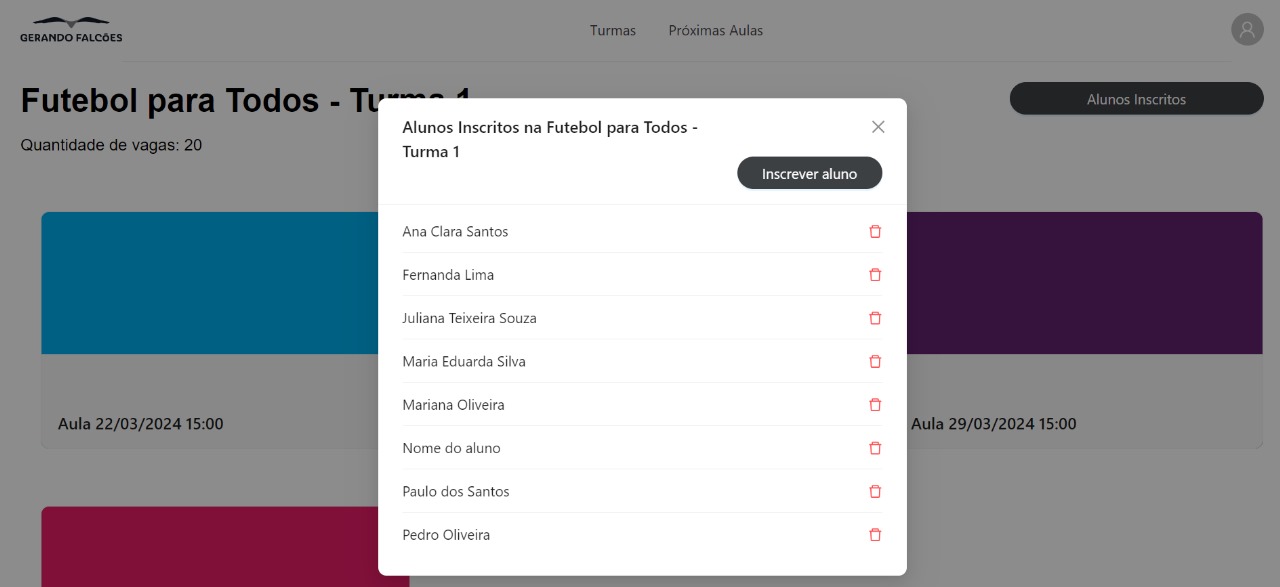 GERANDO FALCÕES
Turmas
Próximas Aulas
Futebol para Todos - Turma 1
Alunos Inscritos
Quantidade de vagas: 20
Alunos Inscritos na Futebol para Todos -
Turma 1
Inscrever aluno
Ana Clara Santos
Fernanda Lima
Juliana Teixeira Souza
Maria Eduarda Silva
Mariana Oliveira
Nome do aluno
Paulo dos Santos
Pedro Oliveira
Aula 22/03/2024 15:00
Aula 29/03/2024 15:00